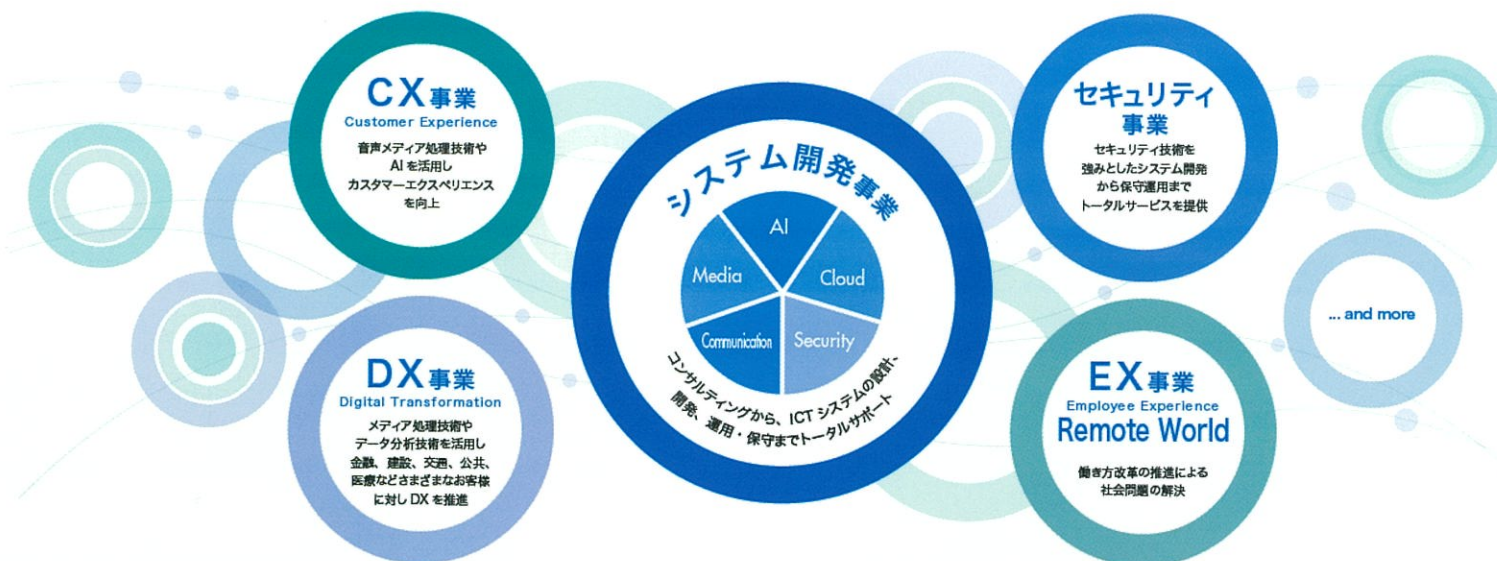 CX事業
Customer Experience
音声メディア処理技術や
AIを活用し
カスタマーエクスペリエンス
を向上
DX事業
Digital Transformation
メディア処理技術や
データ分析技術を活用し
金融、建設、交通、公共、
医療などさまざまなお客様
に対しDXを推進
システム開発事業
AI
Media
Cloud
Communication
Security
コンサルティングから、ICTシステムの設計、
開発、運用・保守までトータルサポート
セキュリティ
事業
セキュリティ技術を
強みとしたシステム開発
から保守運用まで
トータルサービスを提供
EX事業
Employee Experience
Remote World
働き方改革の推進による
社会問題の解決
... and more